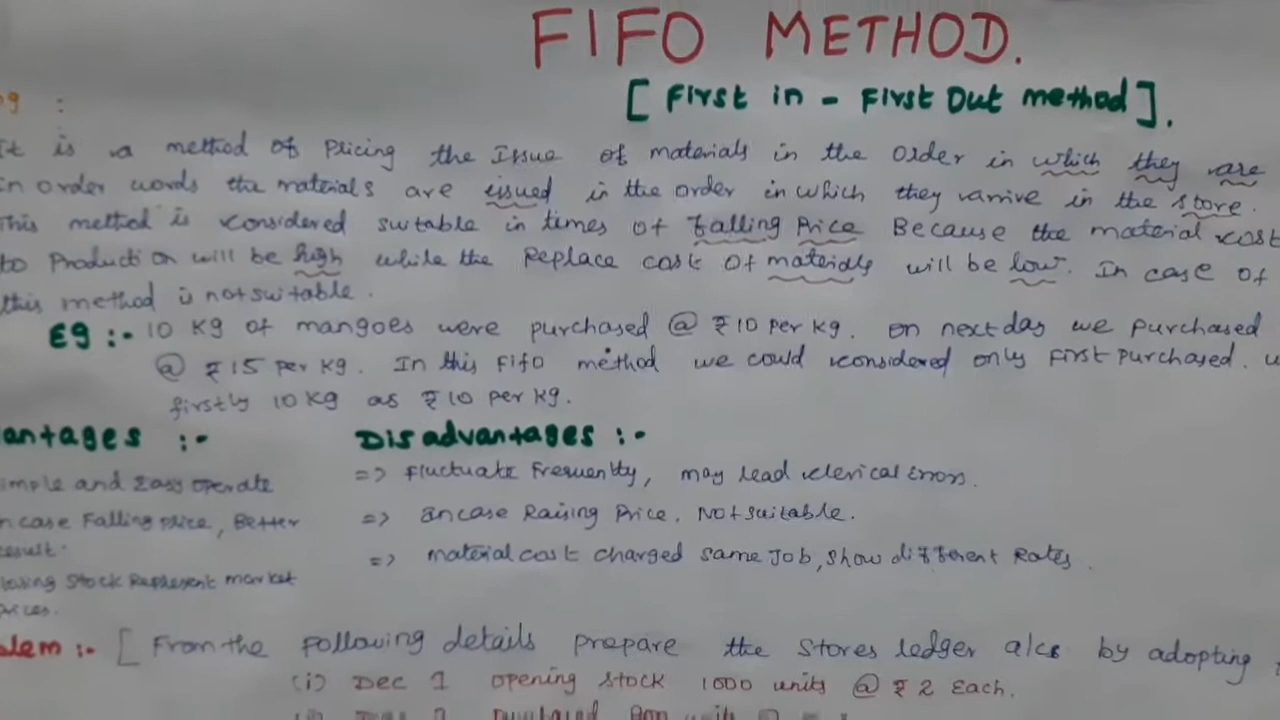 FIFO METHOD.
[ First in - First Out method ].
It is a method of Pricing the Issue of materials in the order in which they are
in order words the materials are issued in the order in which they arrive in the store.
This method is considered suitable in times of falling Price Because the material cost
to Production will be high while the Replace cost of materials will be low. In case of
this method is not suitable.
Eg :- 10 Kg of mangoes were purchased @ ₹10 per kg. on next day we purchased
@ ₹15 per kg. In this Fifo method we could considered only first purchased.
firstly 10 kg as ₹10 per kg.
antages :- Disadvantages :-
imple and Easy operate => Fluctuate Frequently, may lead clerical Errors.
ncase Falling price, Better => Incase Raising Price. Not suitable.
esult. => material cost charged same Job, show different Rates.
losing Stock Represent market
rices.
lem :- [ From the following details prepare the stores ledger a/cs by adopting
(i) Dec 1 opening stock 1000 units @ ₹2 Each.